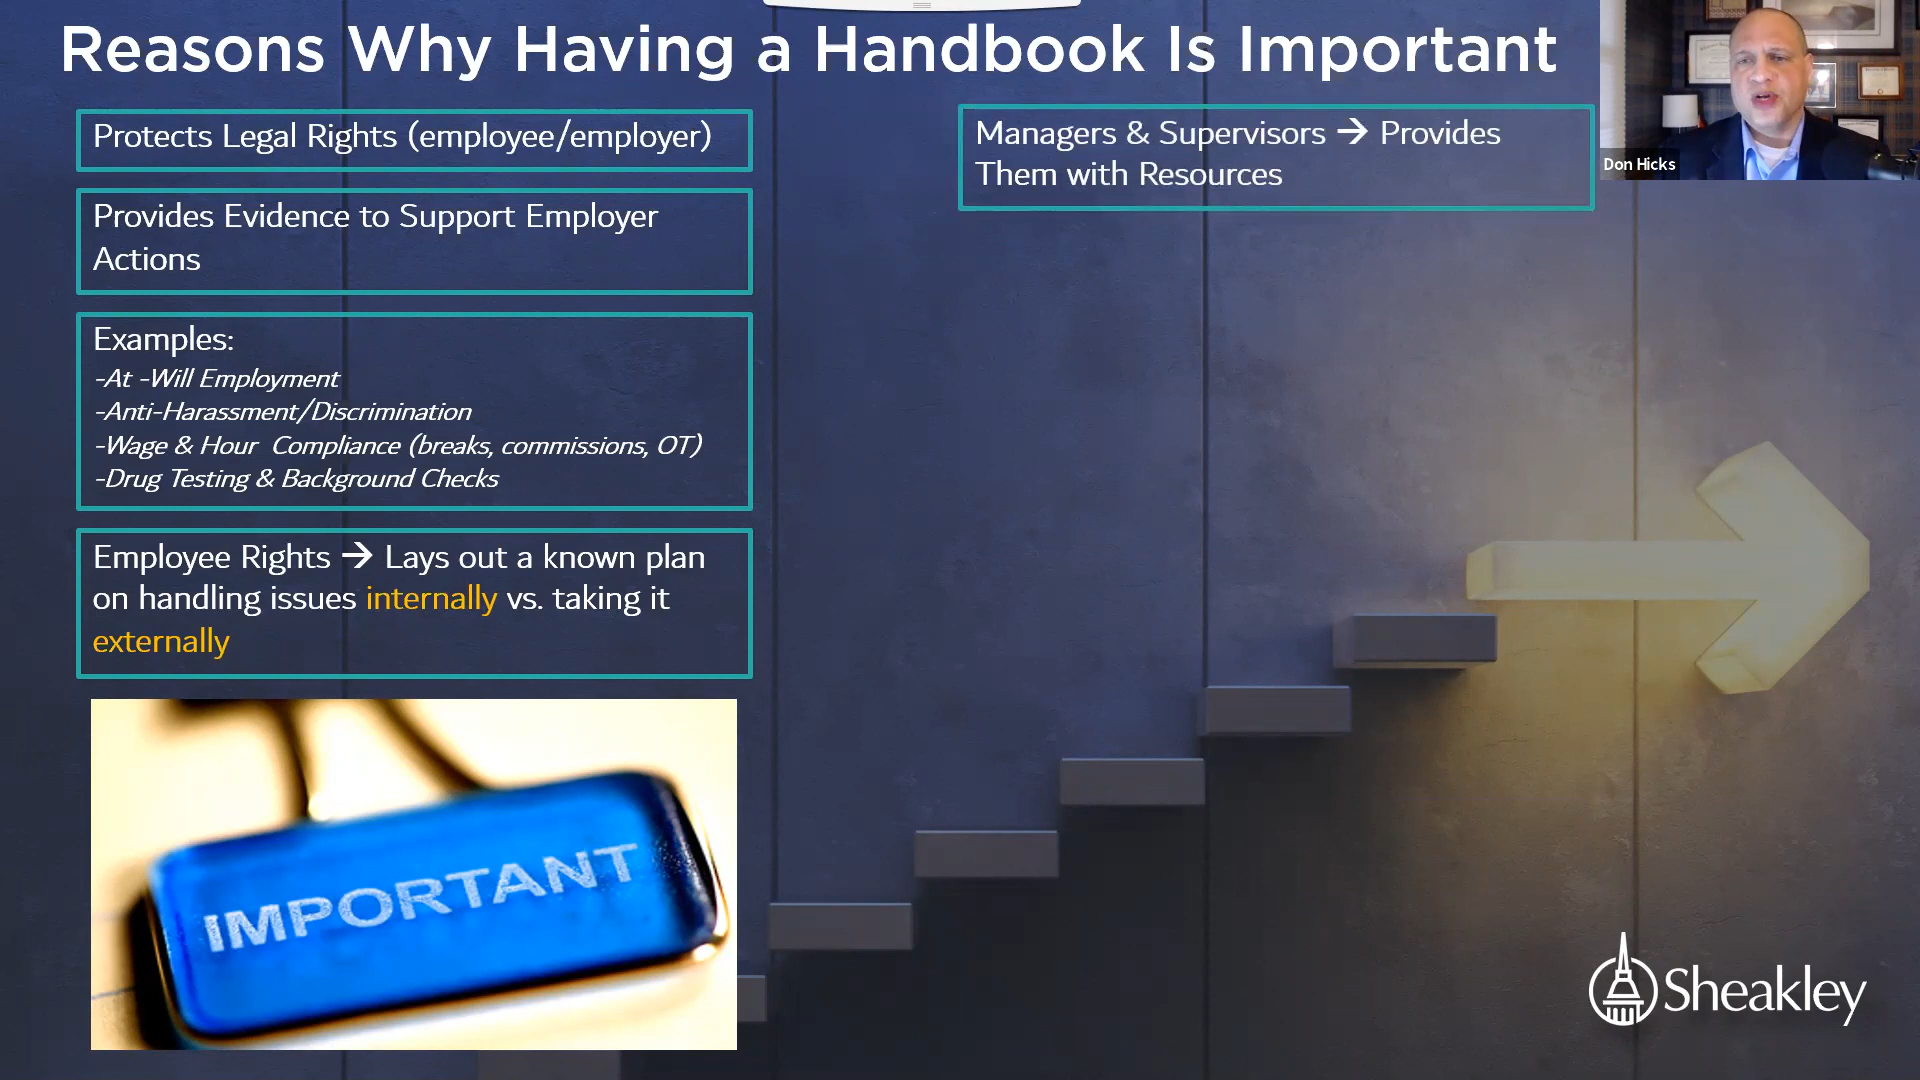 Reasons Why Having a Handbook Is Important
Protects Legal Rights (employee/employer)
Provides Evidence to Support Employer
Actions
Examples:
-At -Will Employment
-Anti-Harassment/Discrimination
-Wage & Hour  Compliance (breaks, commissions, OT)
-Drug Testing & Background Checks
Employee Rights → Lays out a known plan
on handling issues internally vs. taking it
externally
IMPORTANT
Managers & Supervisors → Provides
Them with Resources
Don Hicks
Sheakley